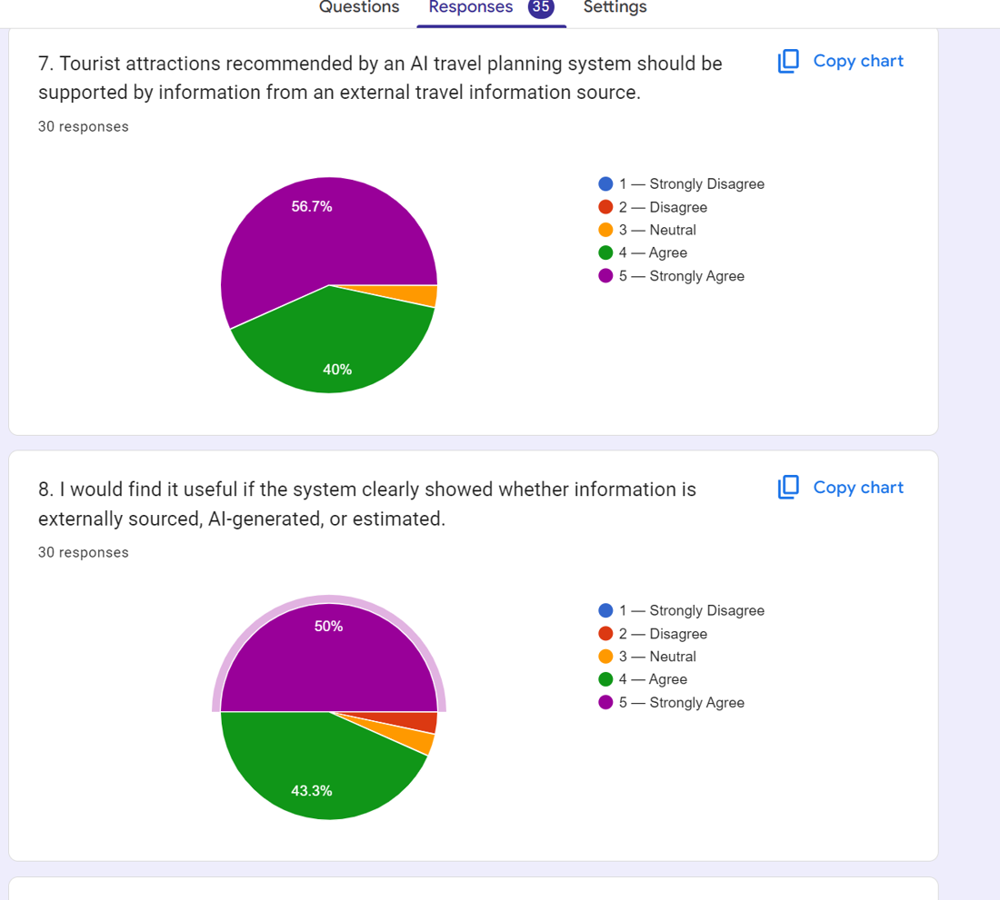 Questions Responses 35 Settings
7. Tourist attractions recommended by an AI travel planning system should be
supported by information from an external travel information source.
Copy chart
30 responses
56.7%
40%
1 — Strongly Disagree
2 — Disagree
3 — Neutral
4 — Agree
5 — Strongly Agree
8. I would find it useful if the system clearly showed whether information is
externally sourced, AI-generated, or estimated.
Copy chart
30 responses
50%
43.3%
1 — Strongly Disagree
2 — Disagree
3 — Neutral
4 — Agree
5 — Strongly Agree